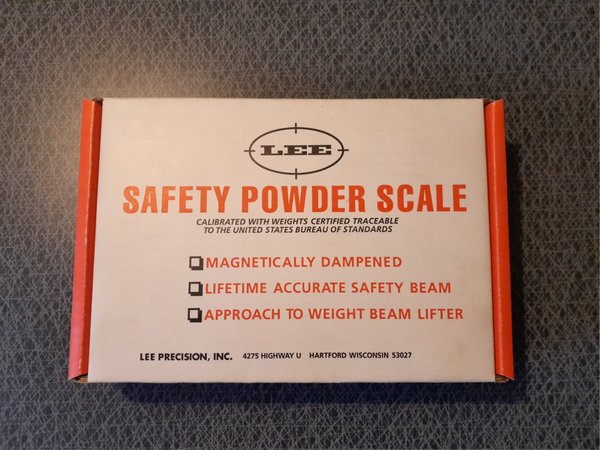 LEE
SAFETY POWDER SCALE
CALIBRATED WITH WEIGHTS CERTIFIED TRACEABLE
TO THE UNITED STATES BUREAU OF STANDARDS
MAGNETICALLY DAMPENED
LIFETIME ACCURATE SAFETY BEAM
APPROACH TO WEIGHT BEAM LIFTER
LEE PRECISION, INC. 4275 HIGHWAY U HARTFORD WISCONSIN 53027